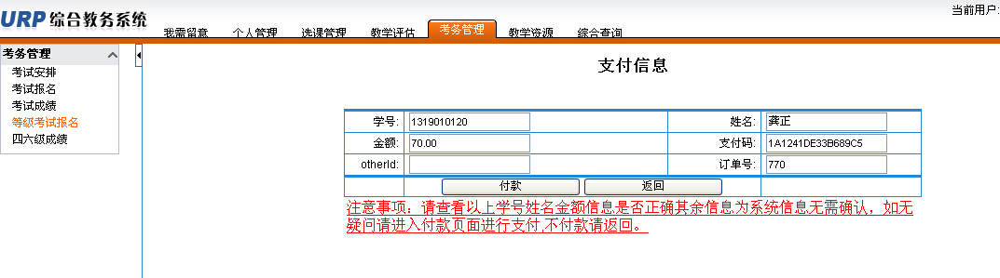 当前用户:
URP 综合教务系统
我需留意 个人管理 选课管理 教学评估 考务管理 教学资源 综合查询
考务管理
考试安排
考试报名
考试成绩
等级考试报名
四六级成绩
支付信息
学号: 1319010120 姓名: 龚正
金额: 70.00 支付码: 1A1241DE33B689C5
otherId: 订单号: 770
付款 返回
注意事项：请查看以上学号姓名金额信息是否正确其余信息为系统信息无需确认，如无
疑问请进入付款页面进行支付,不付款请返回。